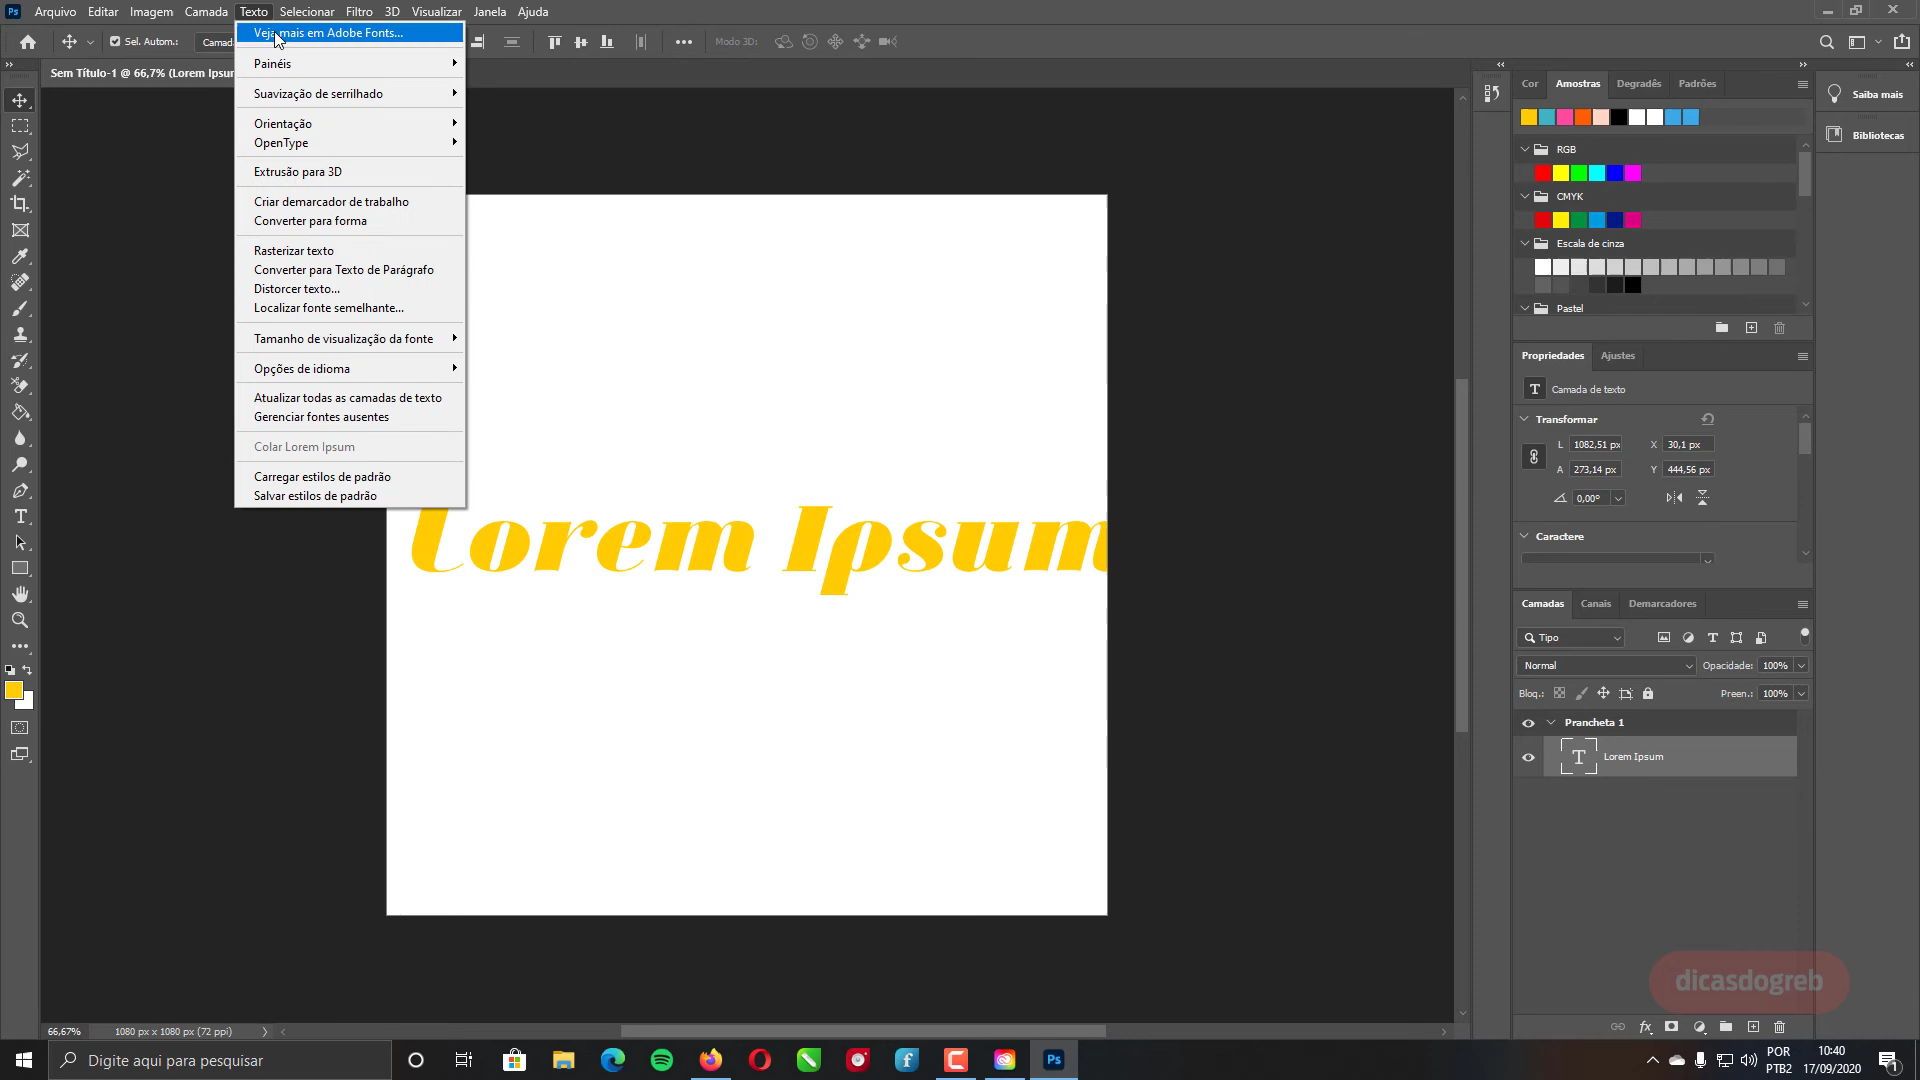 Arquivo Editar Imagem Camada Texto Selecionar Filtro 3D Visualizar Janela Ajuda
Sel. Autom.: Modo 3D:
Sem Título-1 @ 66,7%
Veja mais em Adobe Fonts...
Painéis
Suavização de serrilhado
Orientação
OpenType
Extrusão para 3D
Criar demarcador de trabalho
Converter para forma
Rasterizar texto
Converter para Texto de Parágrafo
Distorcer texto...
Localizar fonte semelhante...
Tamanho de visualização da fonte
Opções de idioma
Atualizar todas as camadas de texto
Gerenciar fontes ausentes
Colar Lorem Ipsum
Carregar estilos de padrão
Salvar estilos de padrão
Lorem Ipsum
66,67% 1080 px x 1080 px (72 ppi)
Cor Amostras Degradês Padrões
RGB
CMYK
Escala de cinza
Pastel
Saiba mais
Bibliotecas
Propriedades Ajustes
T Camada de texto
Transformar
L 1082,51 px X 30,1 px
A 273,14 px Y 444,56 px
0,00°
Caractere
Camadas Canais Demarcadores
Tipo
Normal Opacidade: 100%
Bloq.: Preen.: 100%
Prancheta 1
T Lorem Ipsum
dicasdogreb
Digite aqui para pesquisar
Ps
POR 10:40
PTB2 17/09/2020